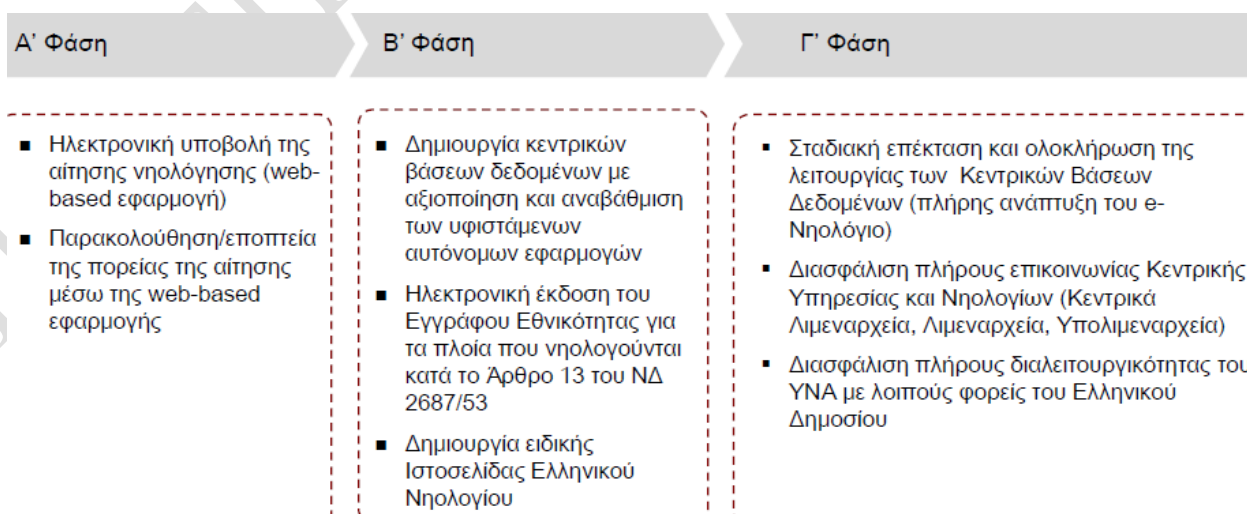 Α' Φάση
Β' Φάση
Γ' Φάση
Ηλεκτρονική υποβολή της
αίτησης νηολόγησης (web-
based εφαρμογή)
Παρακολούθηση/εποπτεία
της πορείας της αίτησης
μέσω της web-based
εφαρμογής
Δημιουργία κεντρικών
βάσεων δεδομένων με
αξιοποίηση και αναβάθμιση
των υφιστάμενων
αυτόνομων εφαρμογών
Ηλεκτρονική έκδοση του
Εγγράφου Εθνικότητας για
τα πλοία που νηολογούνται
κατά το Άρθρο 13 του ΝΔ
2687/53
Δημιουργία ειδικής
Ιστοσελίδας Ελληνικού
Νηολογίου
Σταδιακή επέκταση και ολοκλήρωση της
λειτουργίας των Κεντρικών Βάσεων
Δεδομένων (πλήρης ανάπτυξη του e-
Νηολόγιο)
Διασφάλιση πλήρους επικοινωνίας Κεντρικής
Υπηρεσίας και Νηολογίων (Κεντρικά
Λιμεναρχεία, Λιμεναρχεία, Υπολιμεναρχεία)
Διασφάλιση πλήρους διαλειτουργικότητας του
ΥΝΑ με λοιπούς φορείς του Ελληνικού
Δημοσίου